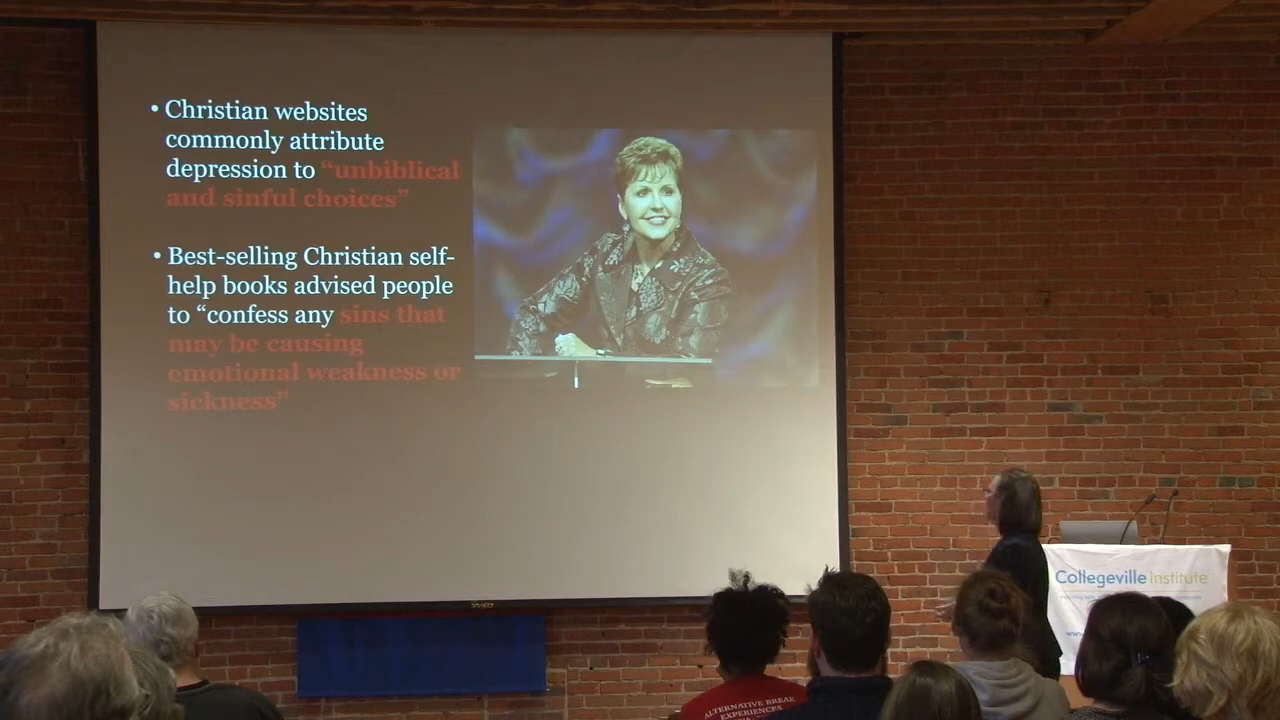 • Christian websites
commonly attribute
depression to “unbiblical
and sinful choices”
• Best-selling Christian self-
help books advised people
to “confess any sins that
may be causing
emotional weakness or
sickness”
Collegeville Institute
ALTERNATIVE BREAK
EXPERIENCES